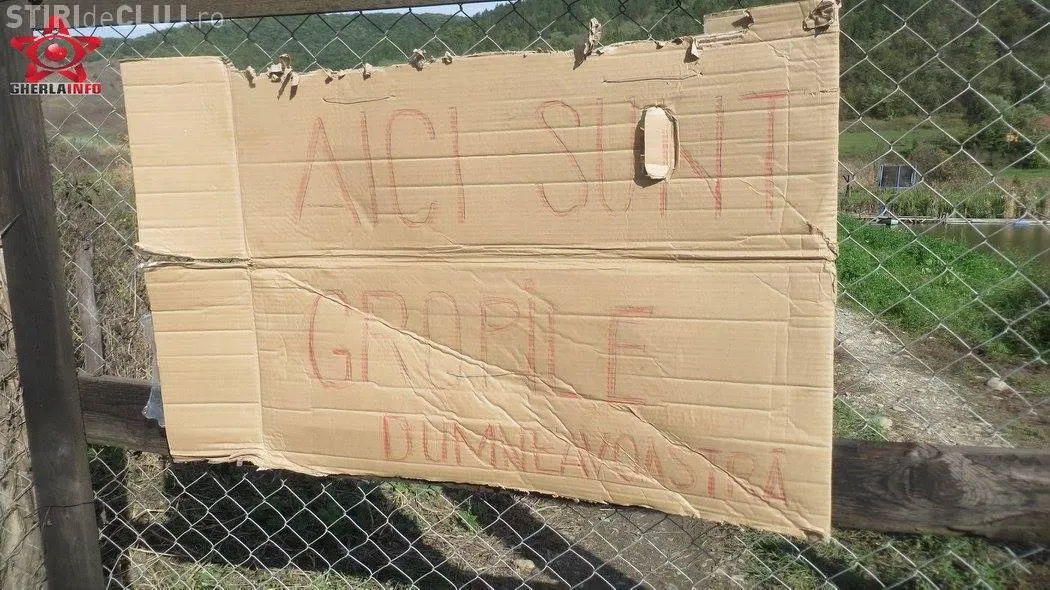 STIRIdeCLUJ.ro
GHERLAINFO
AICI SUNT
GROPILE
DUMNEAVOASTRĂ